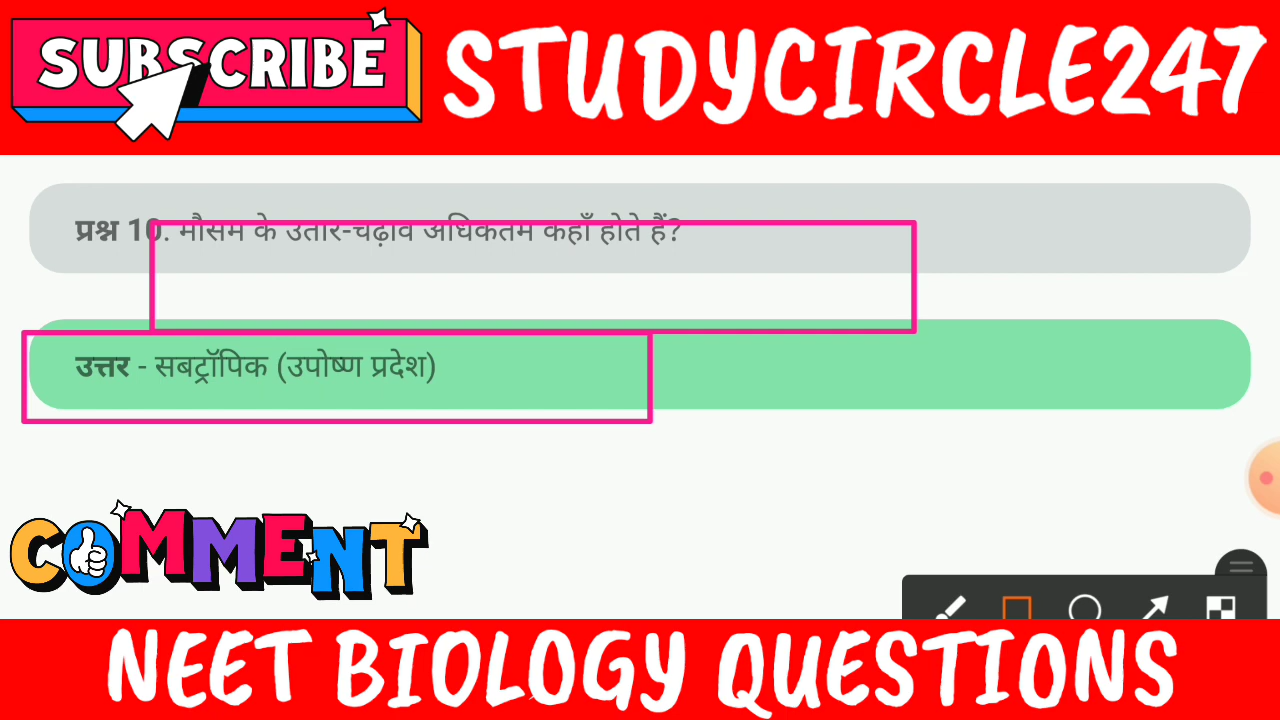 SUBSCRIBE
STUDYCIRCLE247
प्रश्न 10. मौसम के उतार-चढ़ाव अधिकतम कहाँ होते हैं?
उत्तर - सबट्रॉपिक (उपोष्ण प्रदेश)
COMMENT
NEET BIOLOGY QUESTIONS